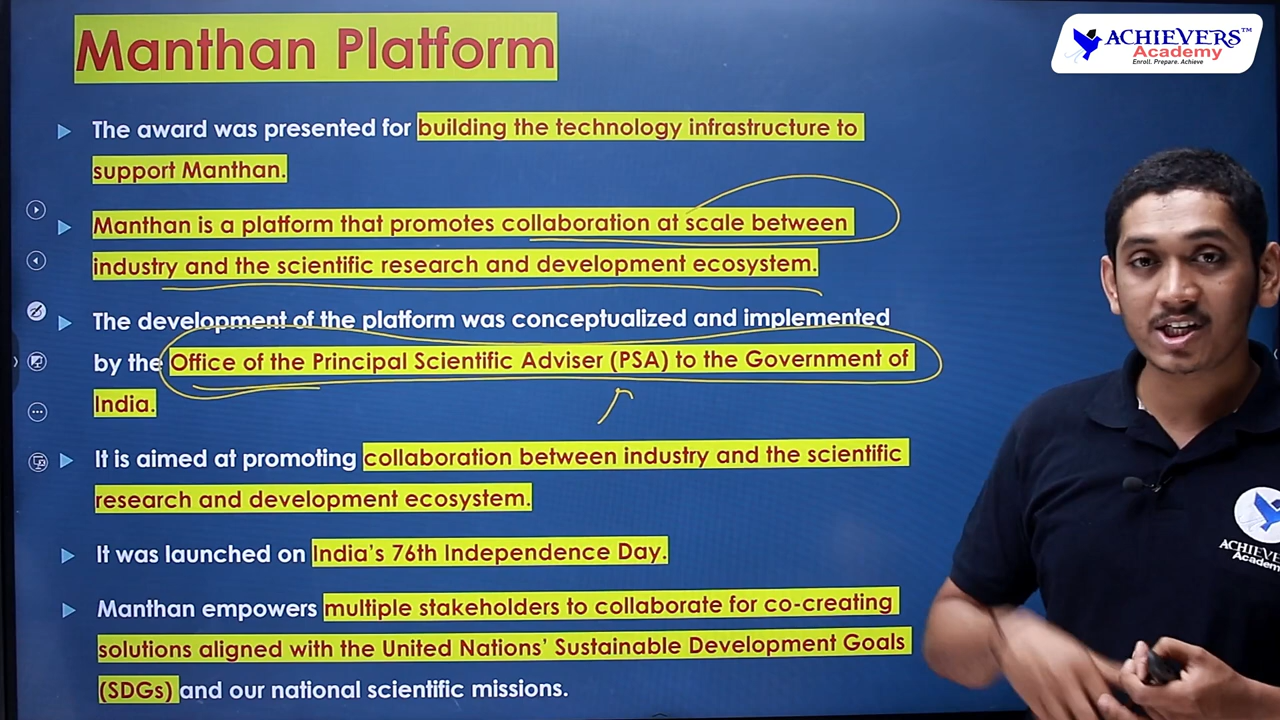 Manthan Platform
ACHIEVERS™
Academy
Enroll. Prepare. Achieve
The award was presented for building the technology infrastructure to
support Manthan.
Manthan is a platform that promotes collaboration at scale between
industry and the scientific research and development ecosystem.
The development of the platform was conceptualized and implemented
by the Office of the Principal Scientific Adviser (PSA) to the Government of
India.
It is aimed at promoting collaboration between industry and the scientific
research and development ecosystem.
It was launched on India's 76th Independence Day.
Manthan empowers multiple stakeholders to collaborate for co-creating
solutions aligned with the United Nations' Sustainable Development Goals
(SDGs) and our national scientific missions.
ACHIEVE
Academ